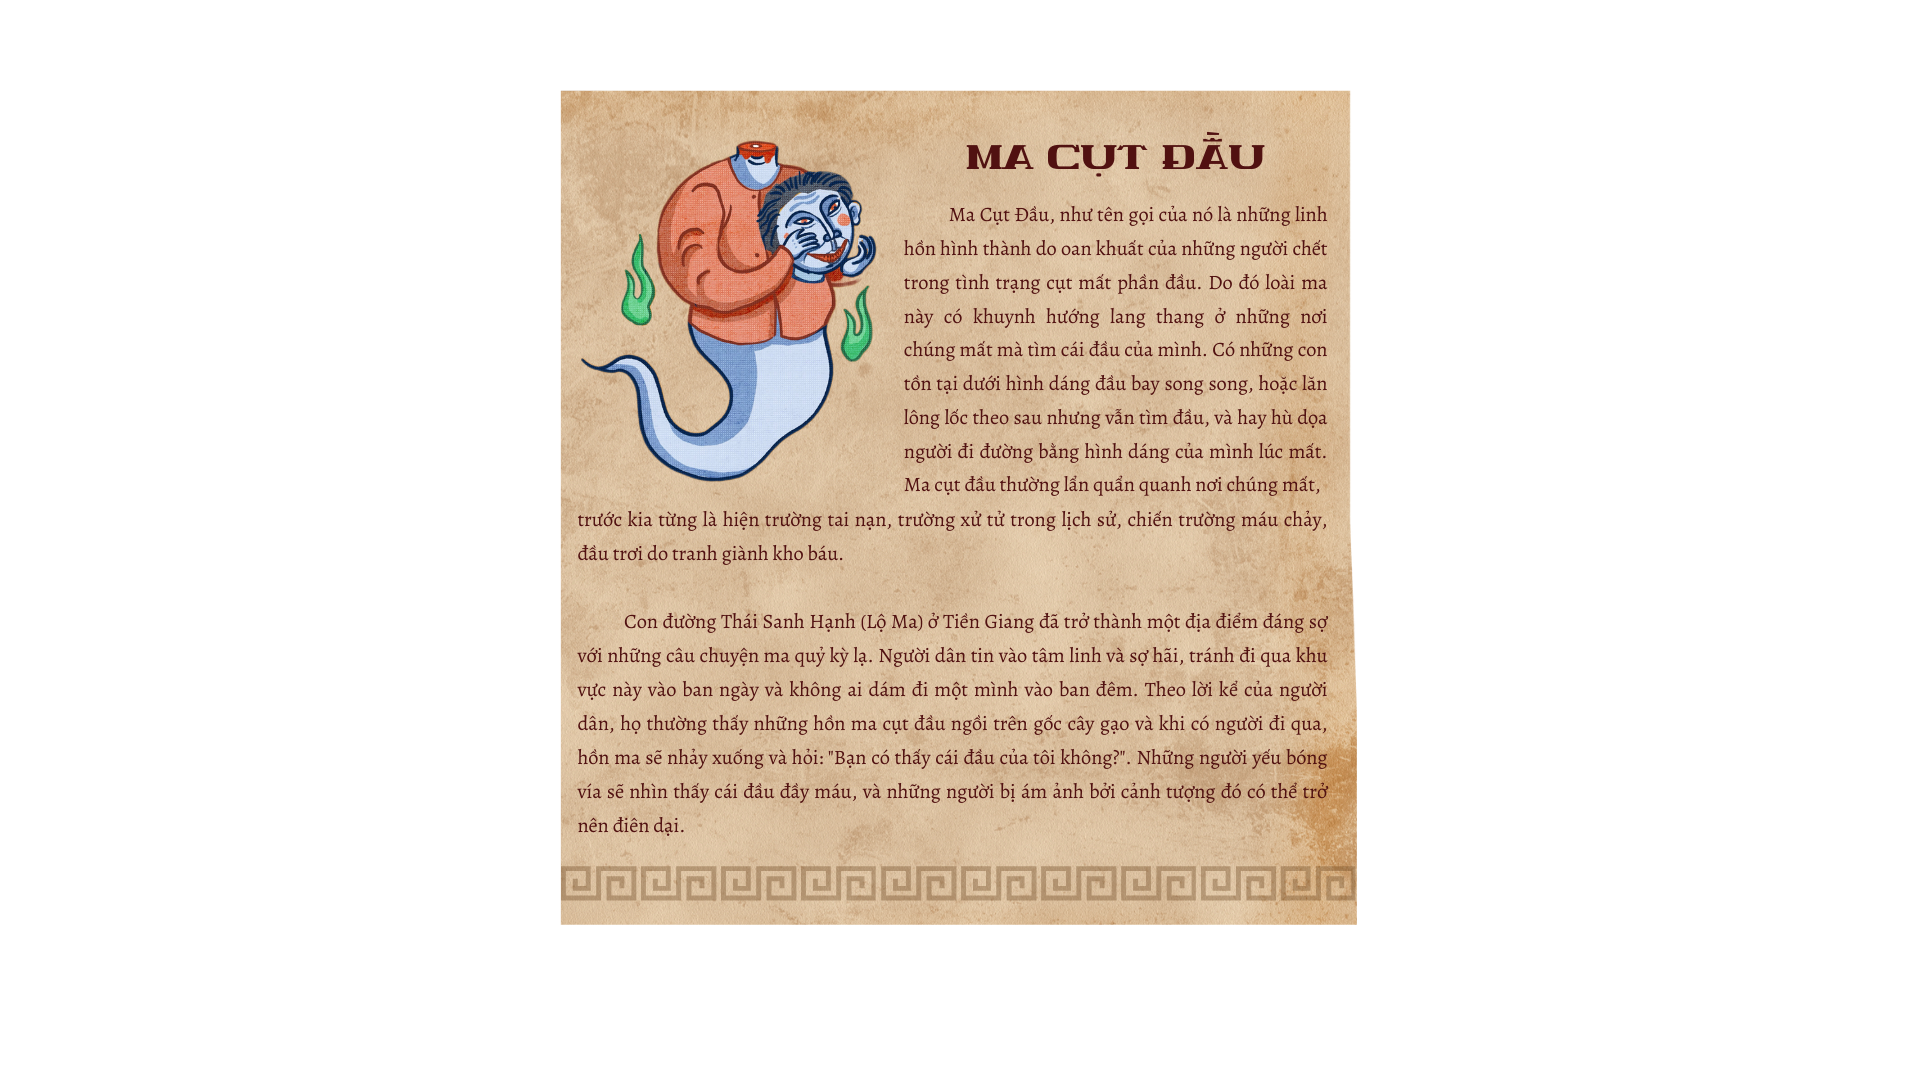 MA CỤT ĐẦU
Ma Cụt Đầu, như tên gọi của nó là những linh
hồn hình thành do oan khuất của những người chết
trong tình trạng cụt mất phần đầu. Do đó loài ma
này có khuynh hướng lang thang ở những nơi
chúng mất mà tìm cái đầu của mình. Có những con
tồn tại dưới hình dáng đầu bay song song, hoặc lăn
lông lốc theo sau nhưng vẫn tìm đầu, và hay hù dọa
người đi đường bằng hình dáng của mình lúc mất.
Ma cụt đầu thường lẩn quẩn quanh nơi chúng mất,
trước kia từng là hiện trường tai nạn, trường xử tử trong lịch sử, chiến trường máu chảy,
đầu trơi do tranh giành kho báu.
Con đường Thái Sanh Hạnh (Lộ Ma) ở Tiền Giang đã trở thành một địa điểm đáng sợ
với những câu chuyện ma quỷ kỳ lạ. Người dân tin vào tâm linh và sợ hãi, tránh đi qua khu
vực này vào ban ngày và không ai dám đi một mình vào ban đêm. Theo lời kể của người
dân, họ thường thấy những hồn ma cụt đầu ngồi trên gốc cây gạo và khi có người đi qua,
hồn ma sẽ nhảy xuống và hỏi: "Bạn có thấy cái đầu của tôi không?". Những người yếu bóng
vía sẽ nhìn thấy cái đầu đầy máu, và những người bị ám ảnh bởi cảnh tượng đó có thể trở
nên điên dại.